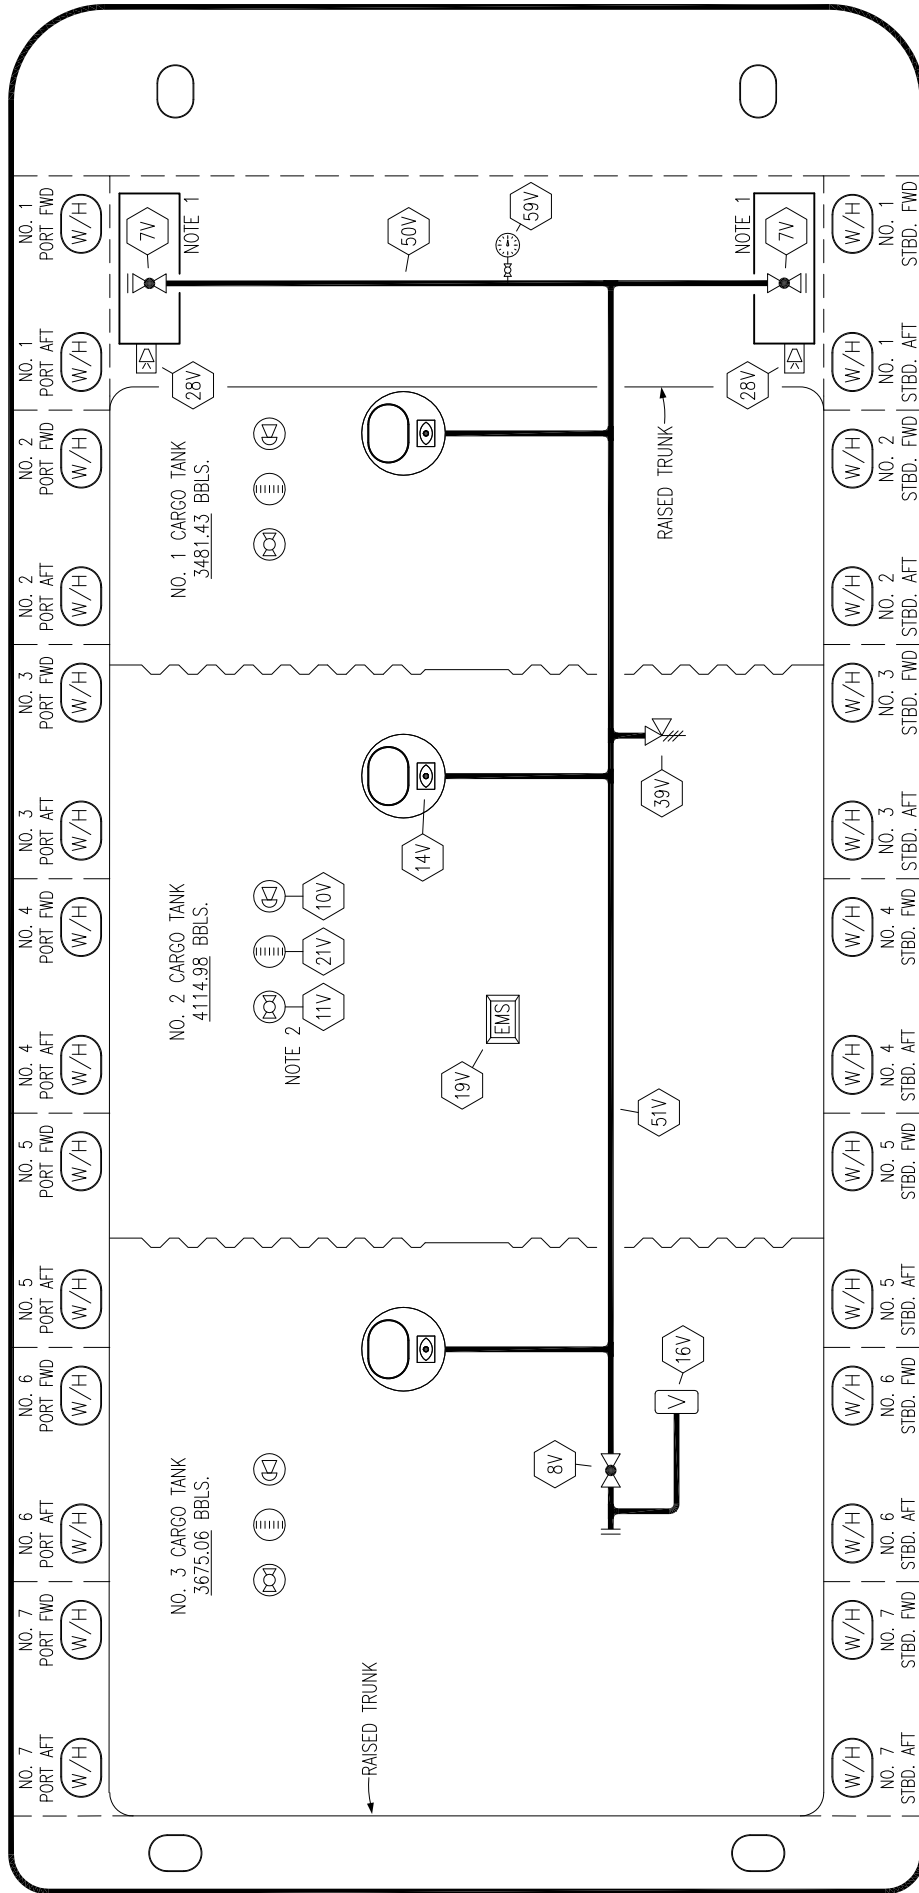 NO. 7
PORT AFT
W/H
NO. 7
PORT FWD
W/H
NO. 6
PORT AFT
W/H
NO. 6
PORT FWD
W/H
NO. 5
PORT AFT
W/H
NO. 5
PORT FWD
W/H
NO. 4
PORT AFT
W/H
NO. 4
PORT FWD
W/H
NO. 3
PORT AFT
W/H
NO. 3
PORT FWD
W/H
NO. 2
PORT AFT
W/H
NO. 2
PORT FWD
W/H
NO. 1
PORT AFT
W/H
NO. 1
PORT FWD
W/H
NO. 3 CARGO TANK
3675.06 BBLS.
NO. 2 CARGO TANK
4114.98 BBLS.
NO. 1 CARGO TANK
3481.43 BBLS.
28V
7V
NOTE 1
NOTE 2
11V
21V
10V
RAISED TRUNK
14V
50V
19V
EMS
59V
8V
16V
V
51V
39V
RAISED TRUNK
28V
7V
NOTE 1
W/H
NO. 7
STBD. AFT
W/H
NO. 7
STBD. FWD
W/H
NO. 6
STBD. AFT
W/H
NO. 6
STBD. FWD
W/H
NO. 5
STBD. AFT
W/H
NO. 5
STBD. FWD
W/H
NO. 4
STBD. AFT
W/H
NO. 4
STBD. FWD
W/H
NO. 3
STBD. AFT
W/H
NO. 3
STBD. FWD
W/H
NO. 2
STBD. AFT
W/H
NO. 2
STBD. FWD
W/H
NO. 1
STBD. AFT
W/H
NO. 1
STBD. FWD